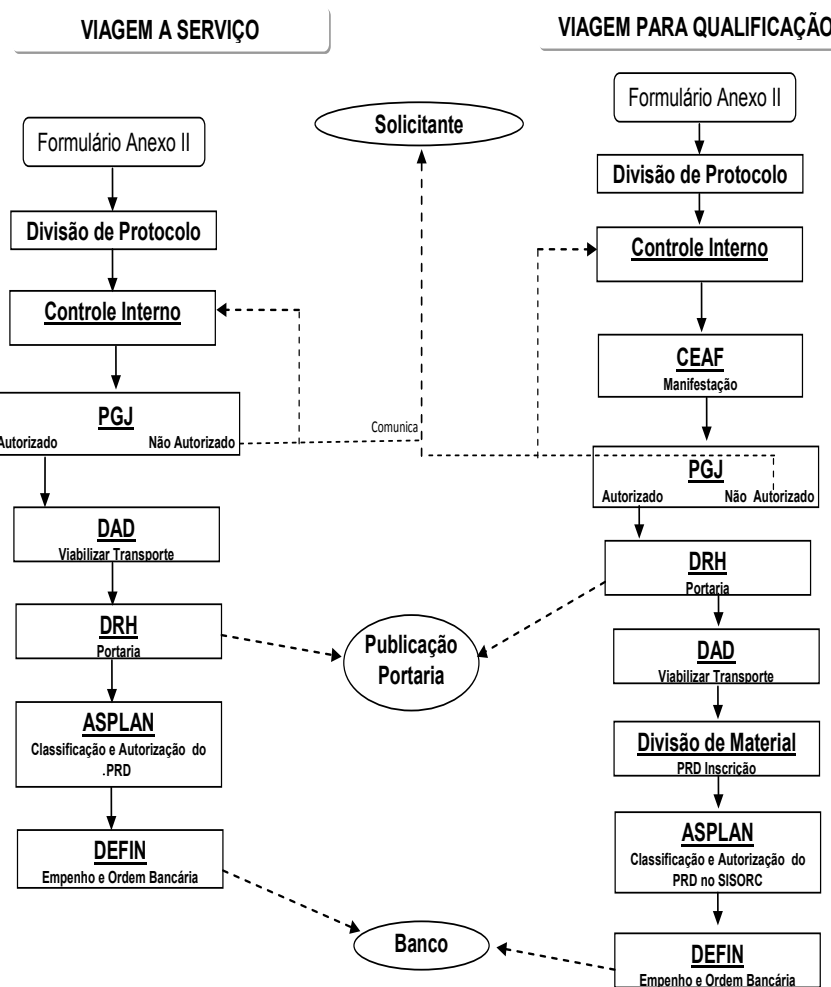 VIAGEM A SERVIÇO
Formulário Anexo II
Divisão de Protocolo
Controle Interno
PGJ
Autorizado Não Autorizado
DAD
Viabilizar Transporte
DRH
Portaria
ASPLAN
Classificação e Autorização do
.PRD
DEFIN
Empenho e Ordem Bancária
Solicitante
Comunica
Publicação
Portaria
Banco
VIAGEM PARA QUALIFICAÇÃO
Formulário Anexo II
Divisão de Protocolo
Controle Interno
CEAF
Manifestação
PGJ
Autorizado Não Autorizado
DRH
Portaria
DAD
Viabilizar Transporte
Divisão de Material
PRD Inscrição
ASPLAN
Classificação e Autorização do
PRD no SISORC
DEFIN
Empenho e Ordem Bancária